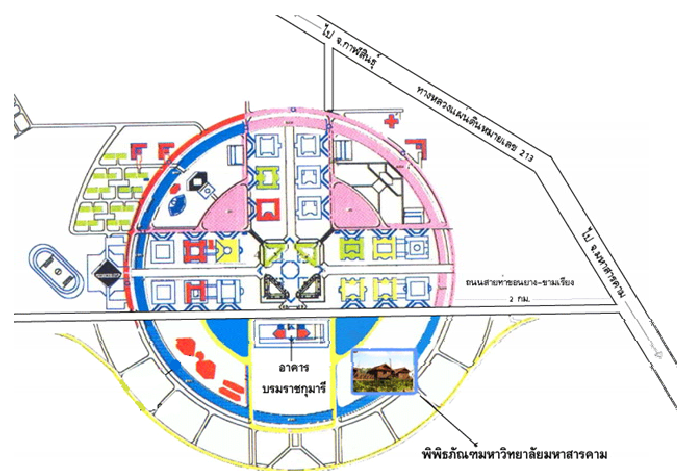 ไป จ.กาฬสินธุ์
ทางหลวงแผ่นดินหมายเลข 213
ไป จ.มหาสารคาม
ถนนสายท่าขอนยาง-ขามเรียง
2 กม.
อาคาร
บรมราชกุมารี
พิพิธภัณฑ์มหาวิทยาลัยมหาสารคาม